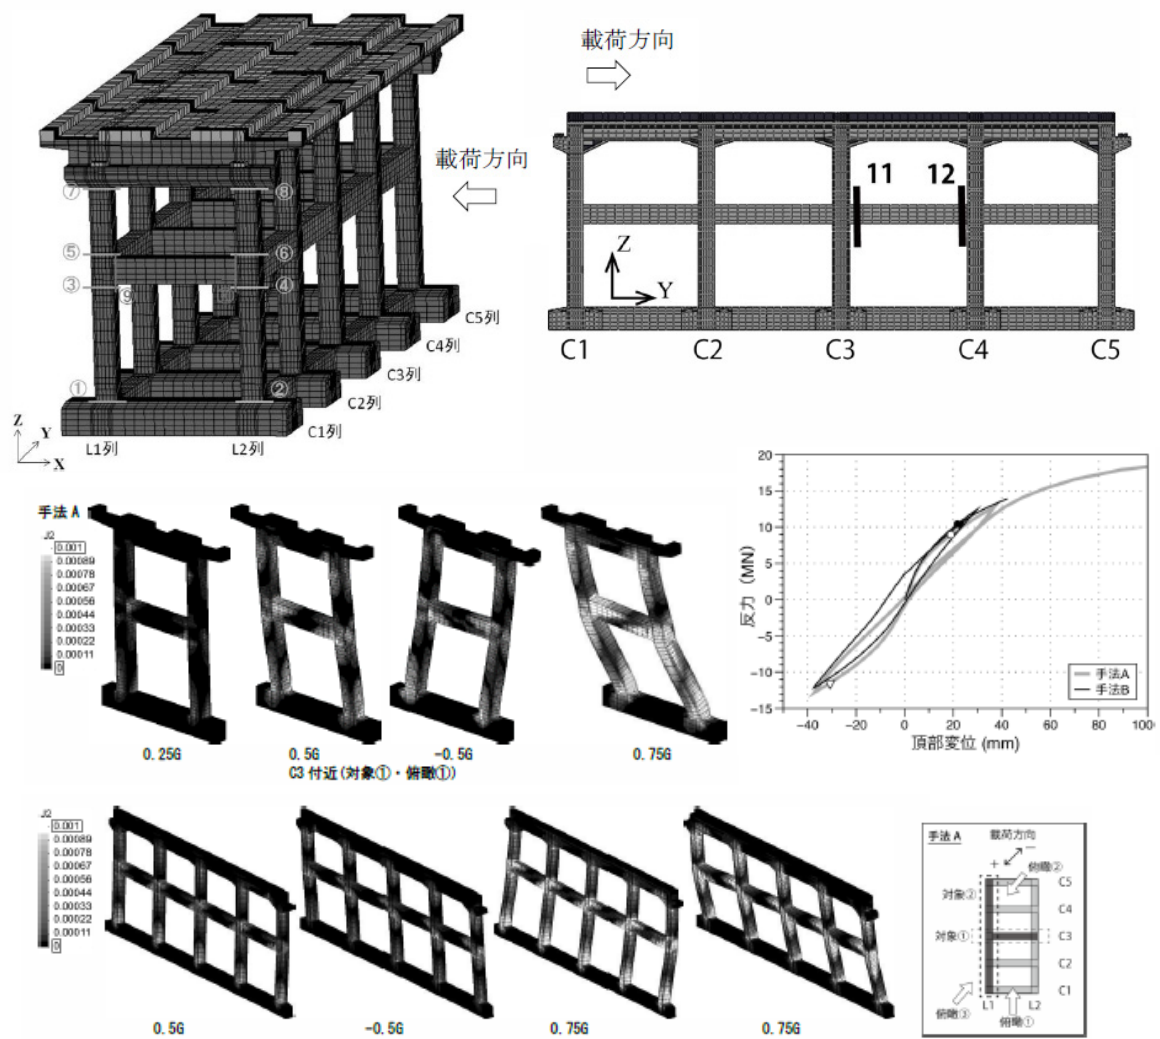 載荷方向
載荷方向
⑦
⑧
⑤
⑥
③
④
⑨
①
②
C5列
C4列
C3列
C2列
C1列
L1列
L2列
Z
Y
X
11
12
Z
Y
C1
C2
C3
C4
C5
手法A
J2
0.001
0.00089
0.00078
0.00067
0.00056
0.00044
0.00033
0.00022
0.00011
0
0.25G
0.5G
-0.5G
0.75G
C3付近(対象①・俯瞰①)
20
15
10
5
0
-5
-10
-15
反力 (MN)
手法A
手法B
-40
-20
0
20
40
60
80
100
頂部変位 (mm)
J2
0.001
0.00089
0.00078
0.00067
0.00056
0.00044
0.00033
0.00022
0.00011
0
0.5G
-0.5G
0.75G
0.75G
手法A
載荷方向
+
−
俯瞰②
対象②
C5
C4
対象①
C3
C2
C1
L1
L2
俯瞰①